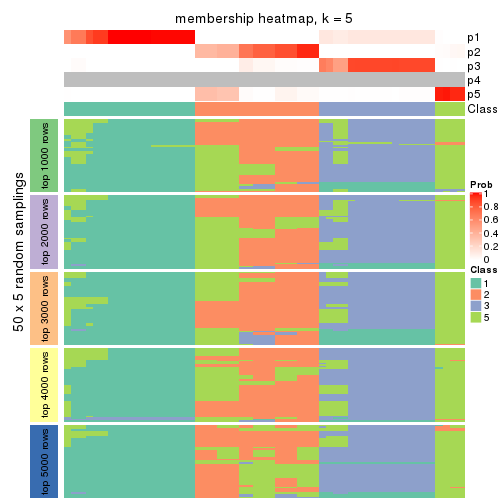 membership heatmap, k = 5
p1
p2
p3
p4
p5
Class
50 x 5 random samplings
top 1000 rows
top 2000 rows
top 3000 rows
top 4000 rows
top 5000 rows
Prob
1
0.8
0.6
0.4
0.2
0
Class
1
2
3
5